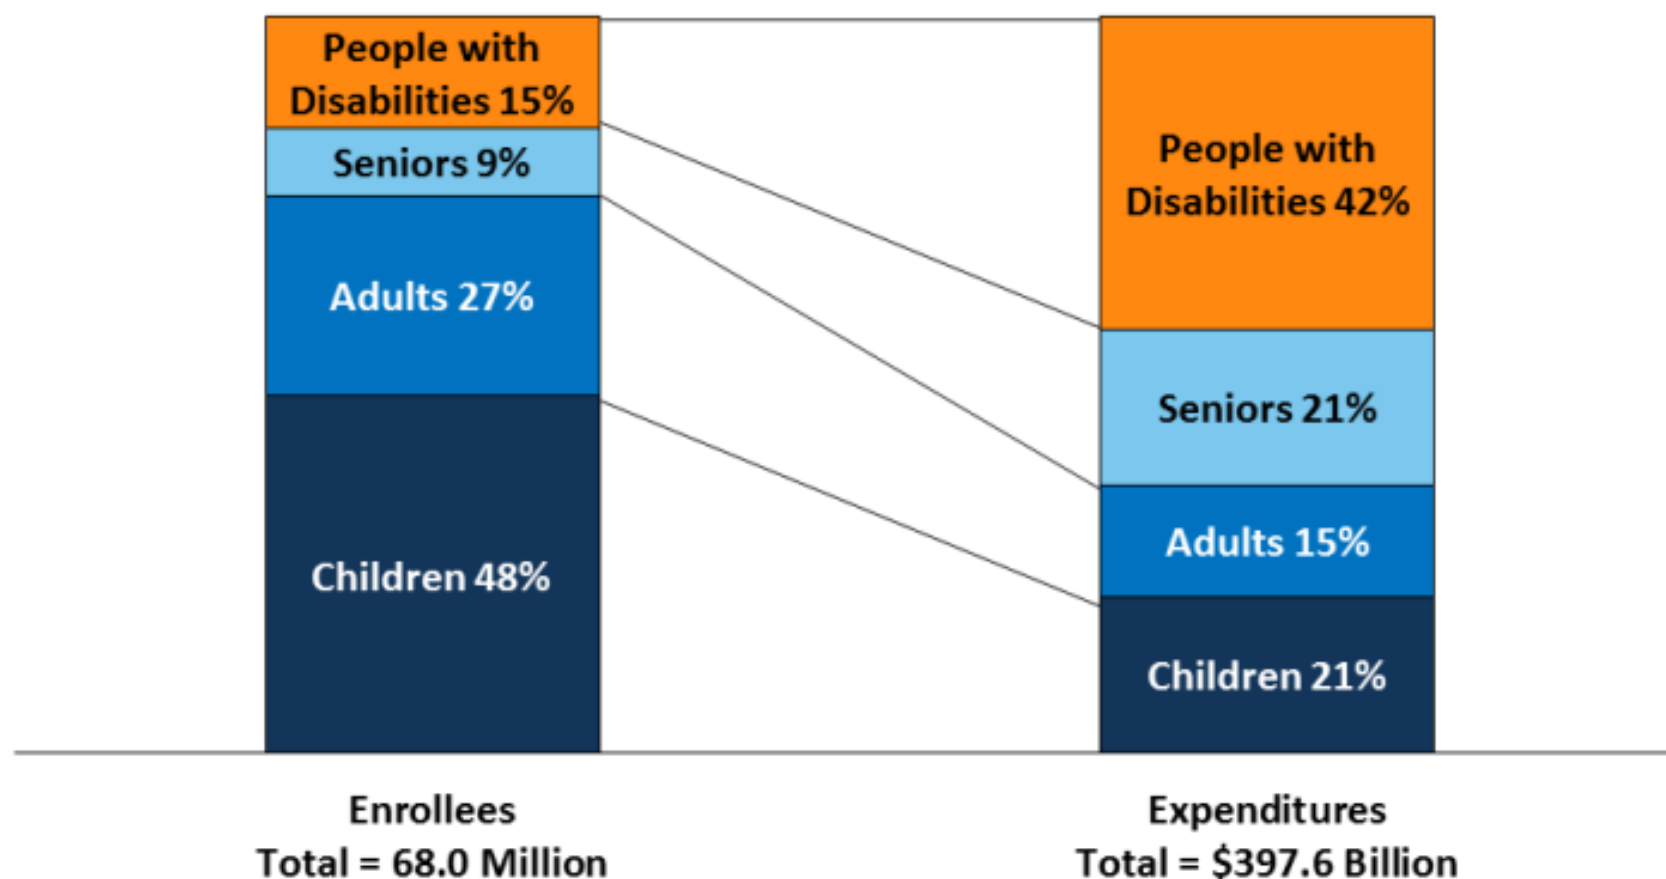 People with
Disabilities 15%
Seniors 9%
Adults 27%
Children 48%
People with
Disabilities 42%
Seniors 21%
Adults 15%
Children 21%
Enrollees
Total = 68.0 Million
Expenditures
Total = $397.6 Billion